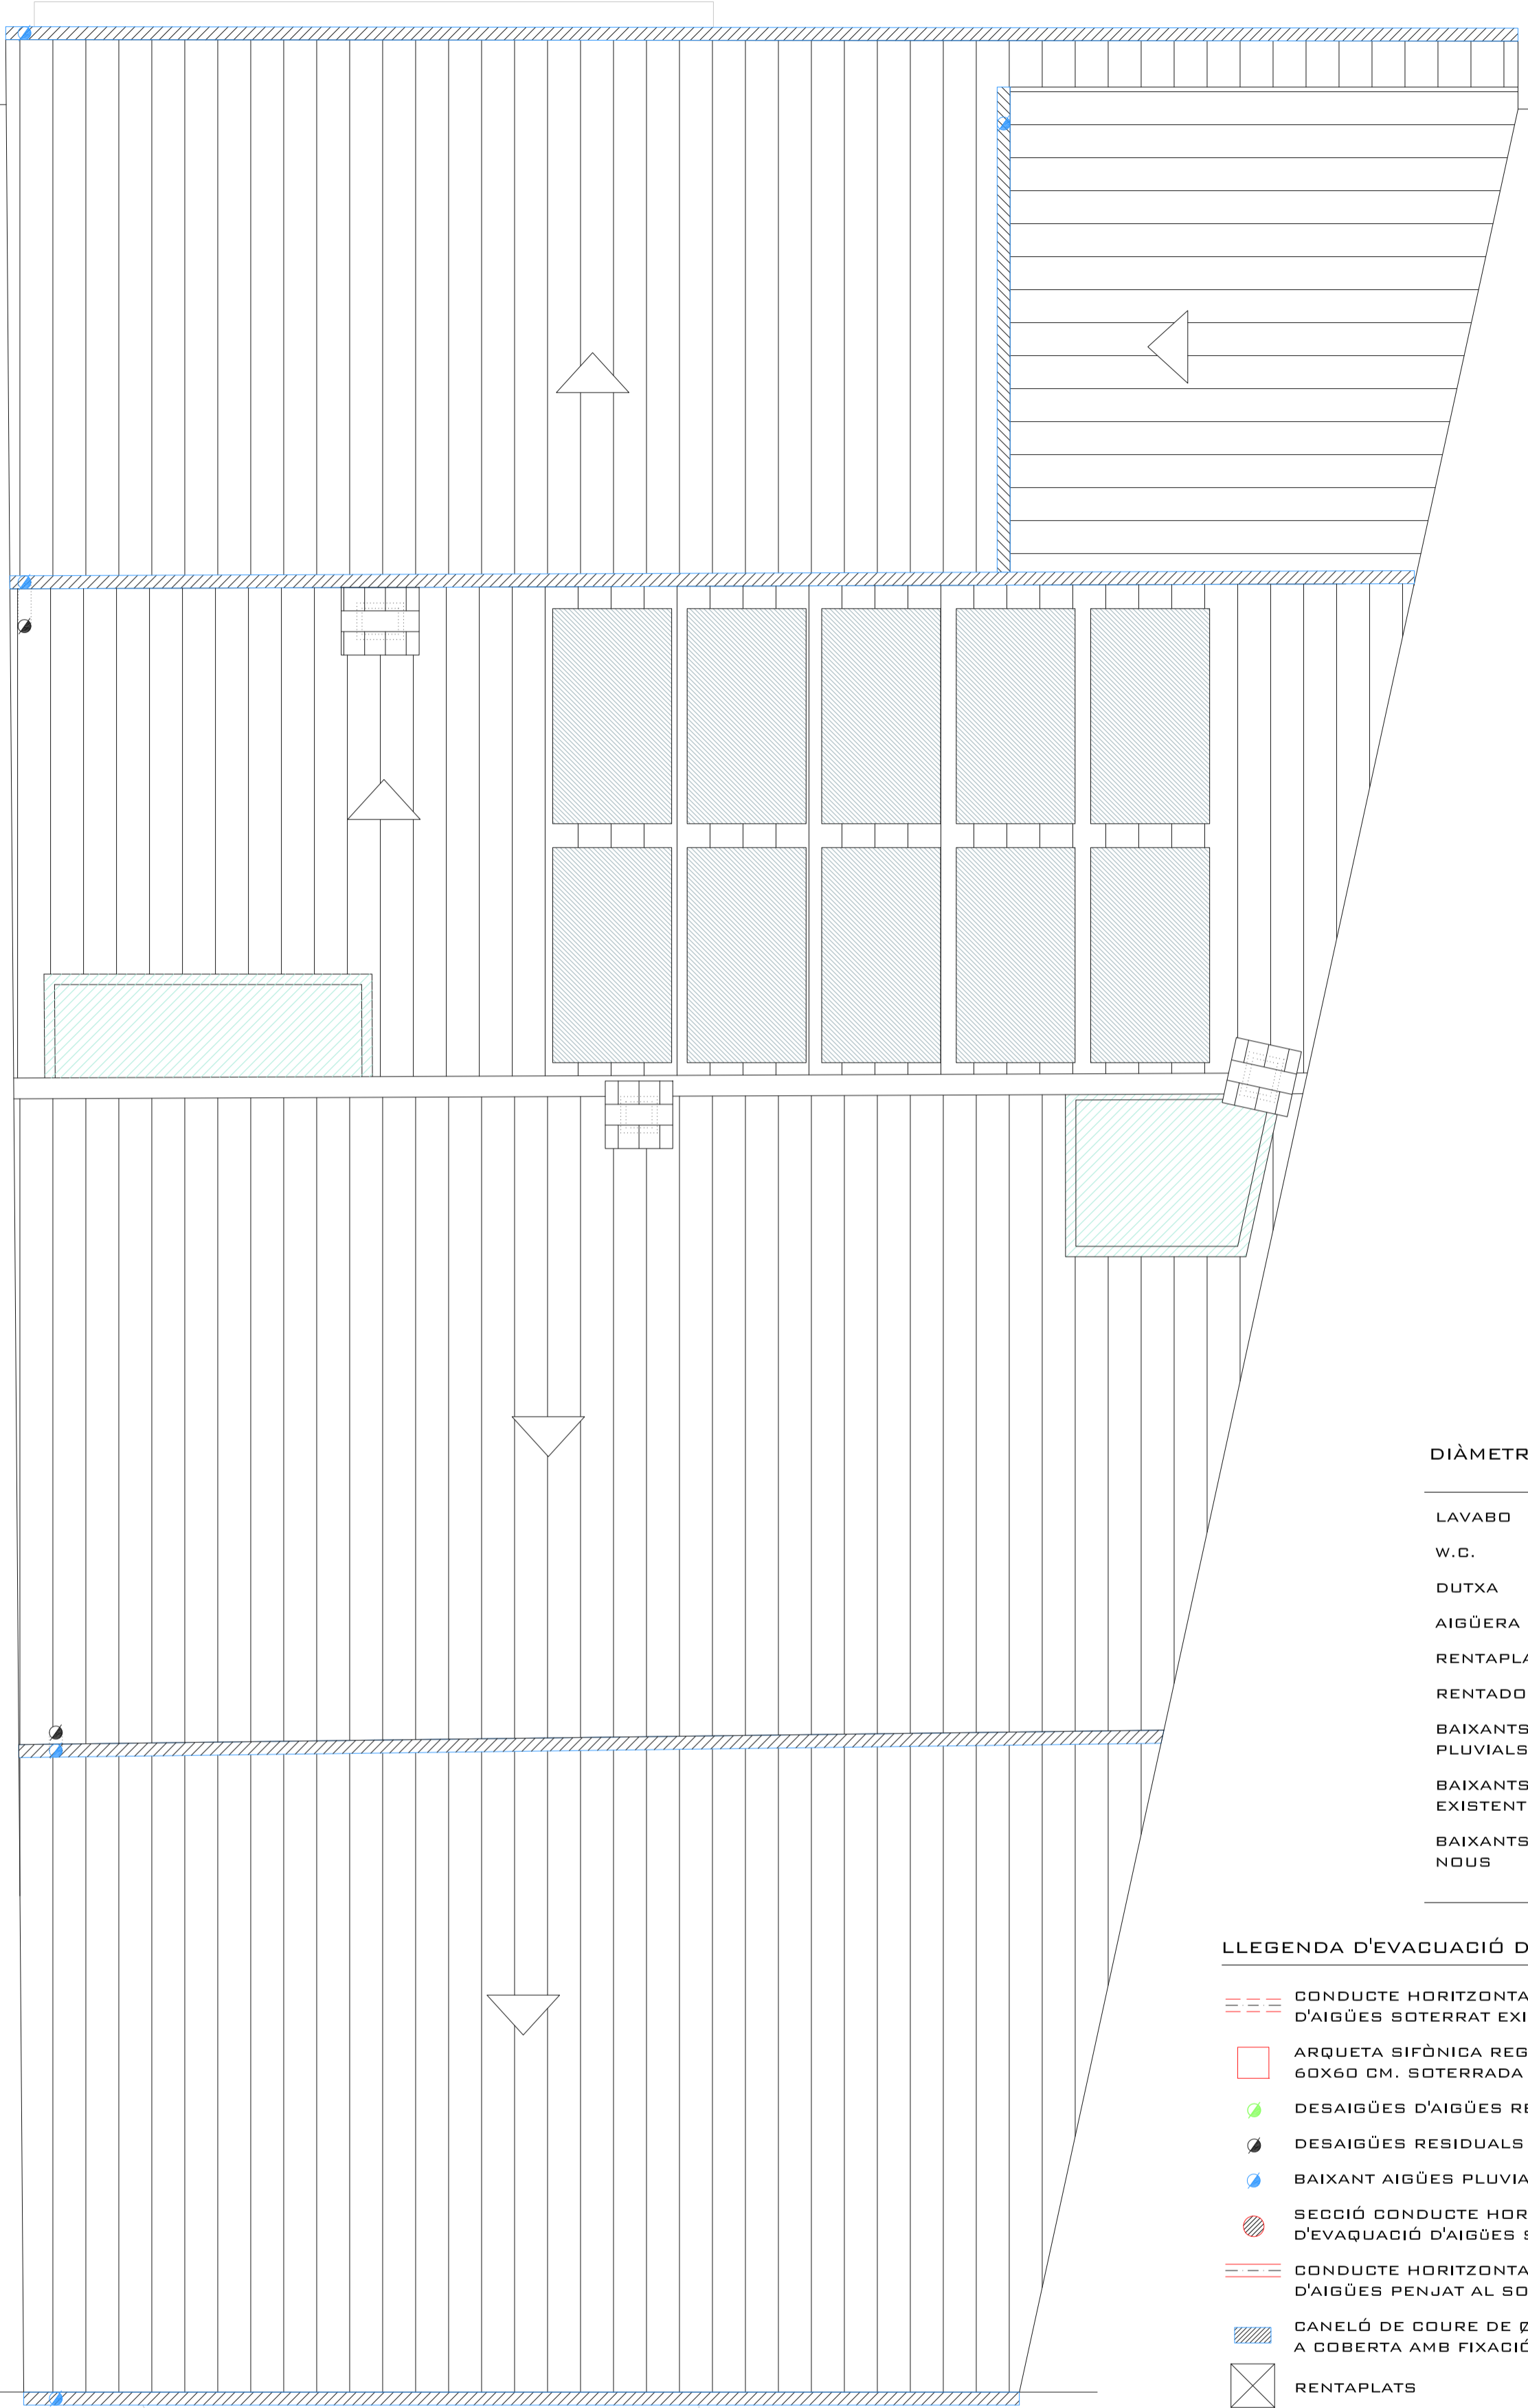 DIÀMETR
LAVABO
W.C.
DUTXA
AIGÜERA
RENTAPLA
RENTADO
BAIXANTS
PLUVIALS
BAIXANTS
EXISTENT
BAIXANTS
NOUS
LLEGENDA D'EVACUACIÓ D
CONDUCTE HORITZONTA
D'AIGÜES SOTERRAT EXI
ARQUETA SIFÒNICA REG
60X60 CM. SOTERRADA
DESAIGÜES D'AIGÜES RE
DESAIGÜES RESIDUALS
BAIXANT AIGÜES PLUVIA
SECCIÓ CONDUCTE HOR
D'EVAQUACIÓ D'AIGÜES S
CONDUCTE HORITZONTA
D'AIGÜES PENJAT AL SO
CANELÓ DE COURE DE Ø
A COBERTA AMB FIXACIÓ
RENTAPLATS